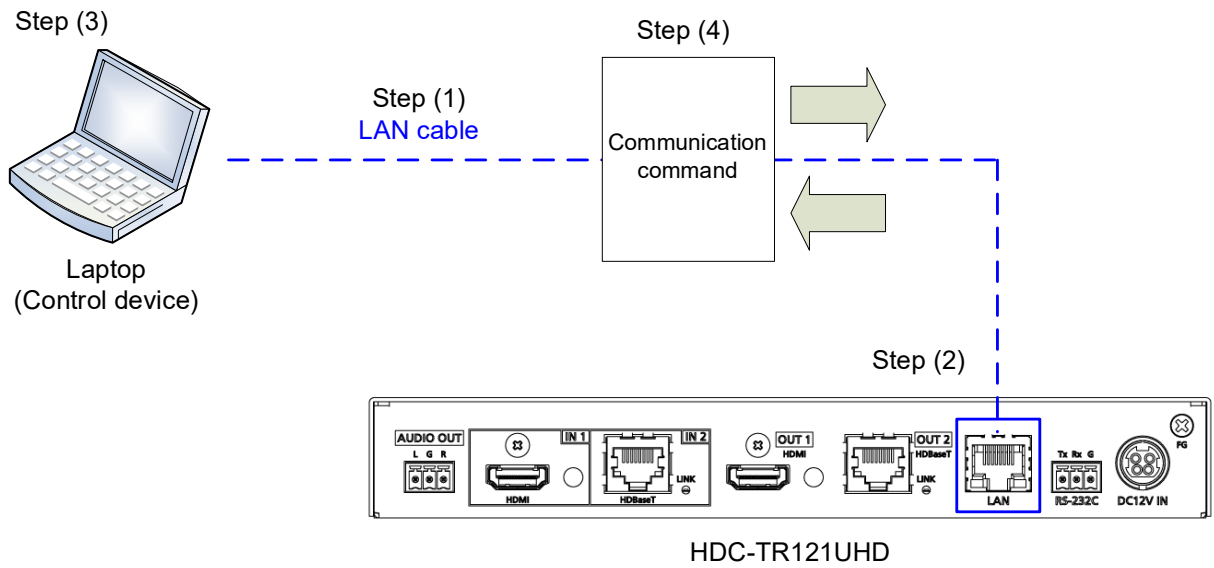 Step (3)
Step (4)
Step (1)
LAN cable
Communication
command
Laptop
(Control device)
Step (2)
AUDIO OUT
L G R
IN 1
HDMI
IN 2
HDBaseT
LINK
OUT 1
HDMI
OUT 2
HDBaseT
LINK
LAN
Tx Rx G
RS-232C
DC12V IN
FG
HDC-TR121UHD